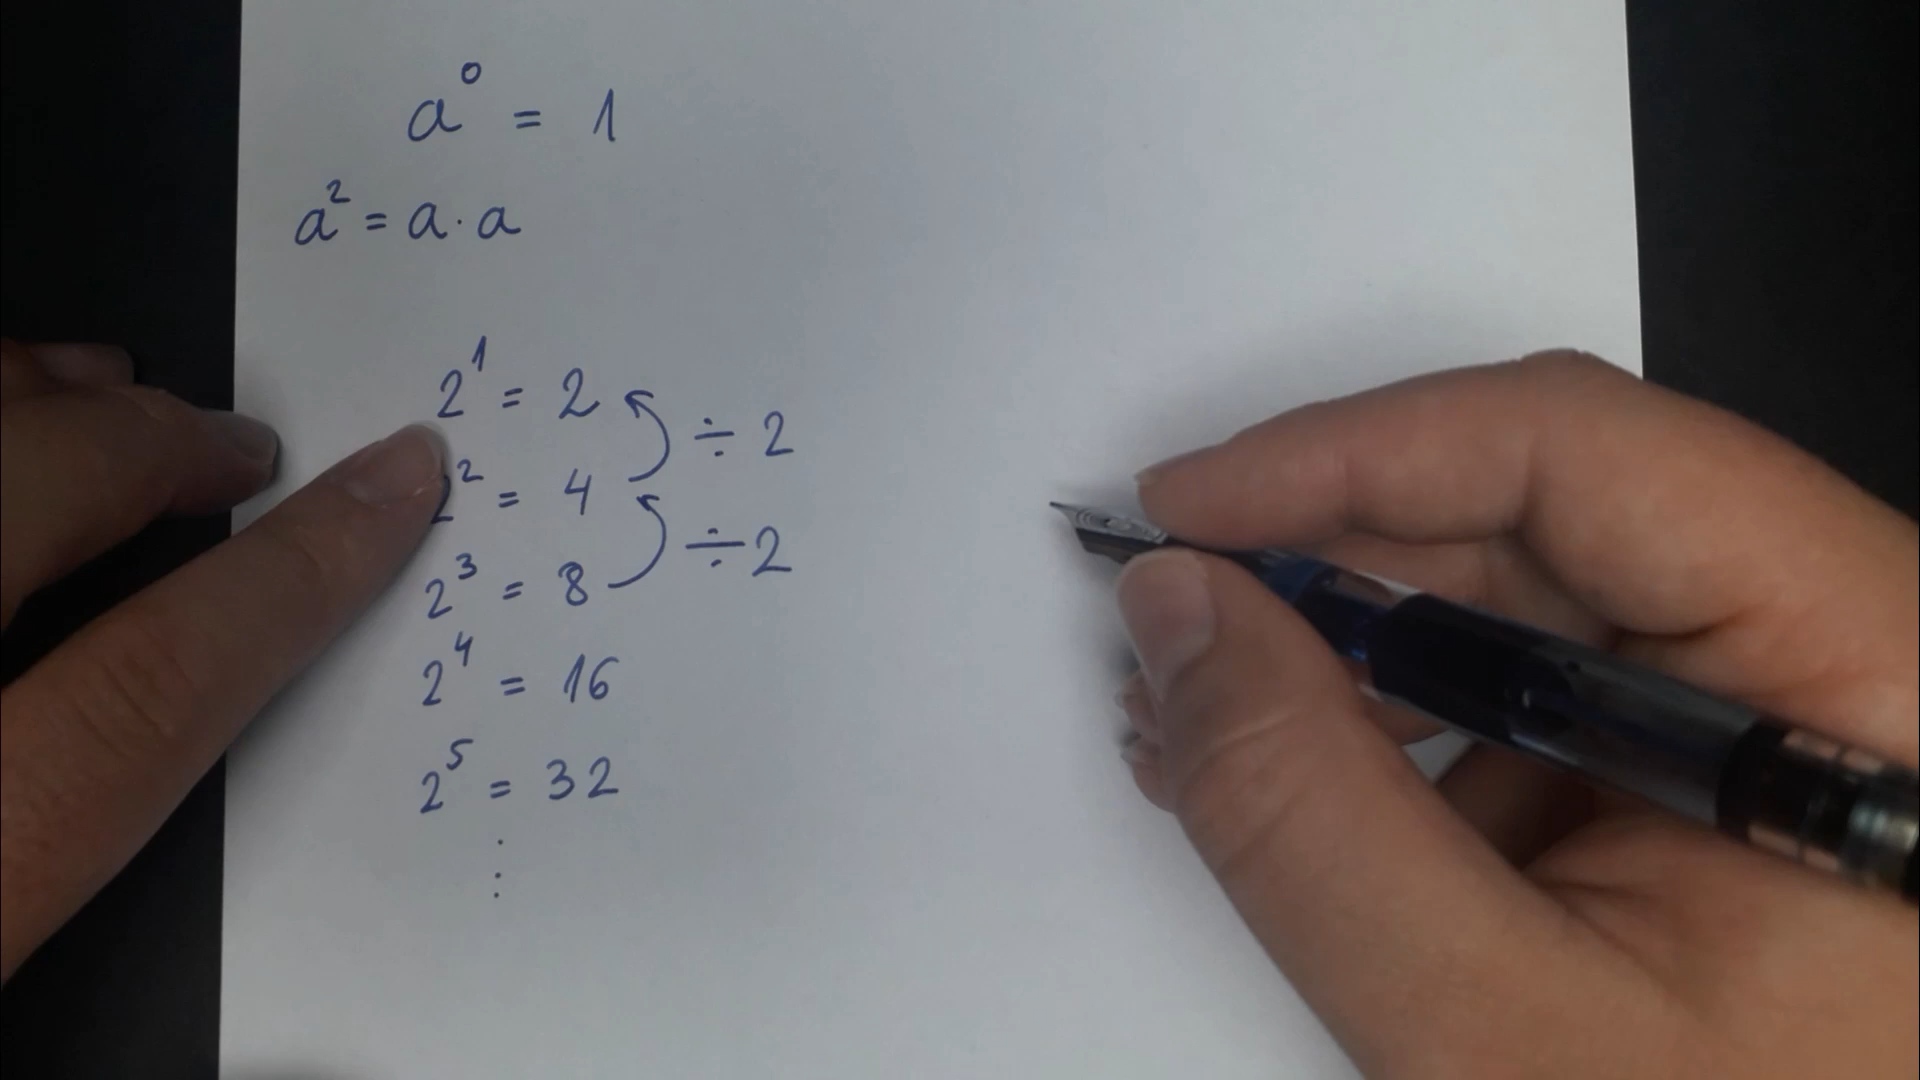 a⁰ = 1
a² = a · a
2¹ = 2
÷ 2
2² = 4
÷ 2
2³ = 8
2⁴ = 16
2⁵ = 32
⋮